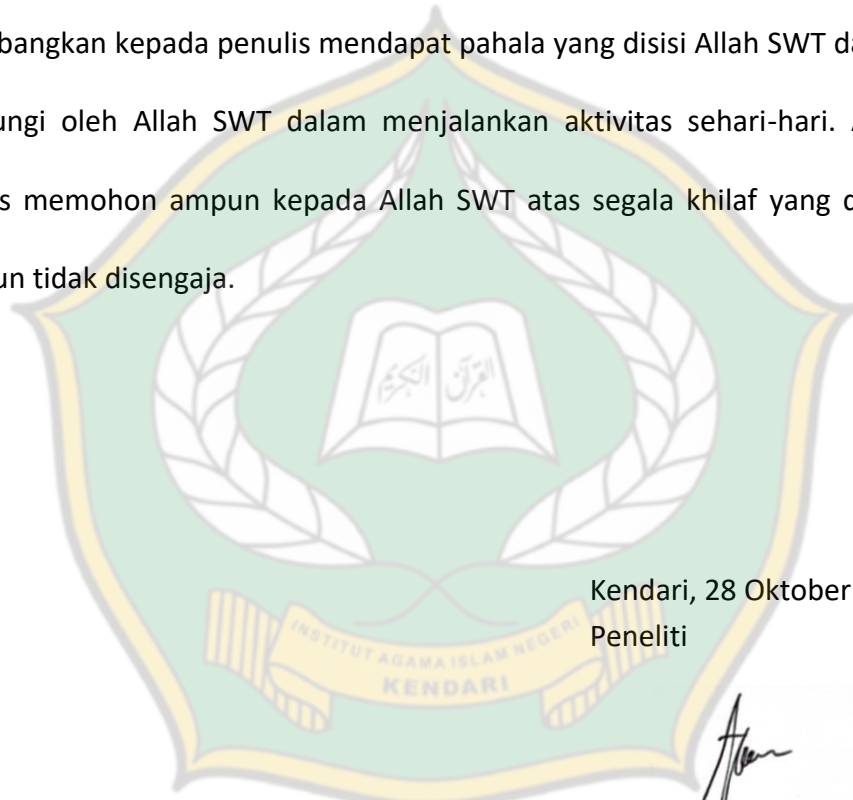 bangkan kepada penulis mendapat pahala yang disisi Allah SWT da
ungi oleh Allah SWT dalam menjalankan aktivitas sehari-hari. A
s memohon ampun kepada Allah SWT atas segala khilaf yang d
un tidak disengaja.
القرآن الكريم
Kendari, 28 Oktober
Peneliti
INSTITUT AGAMA ISLAM NEGERI
KENDARI